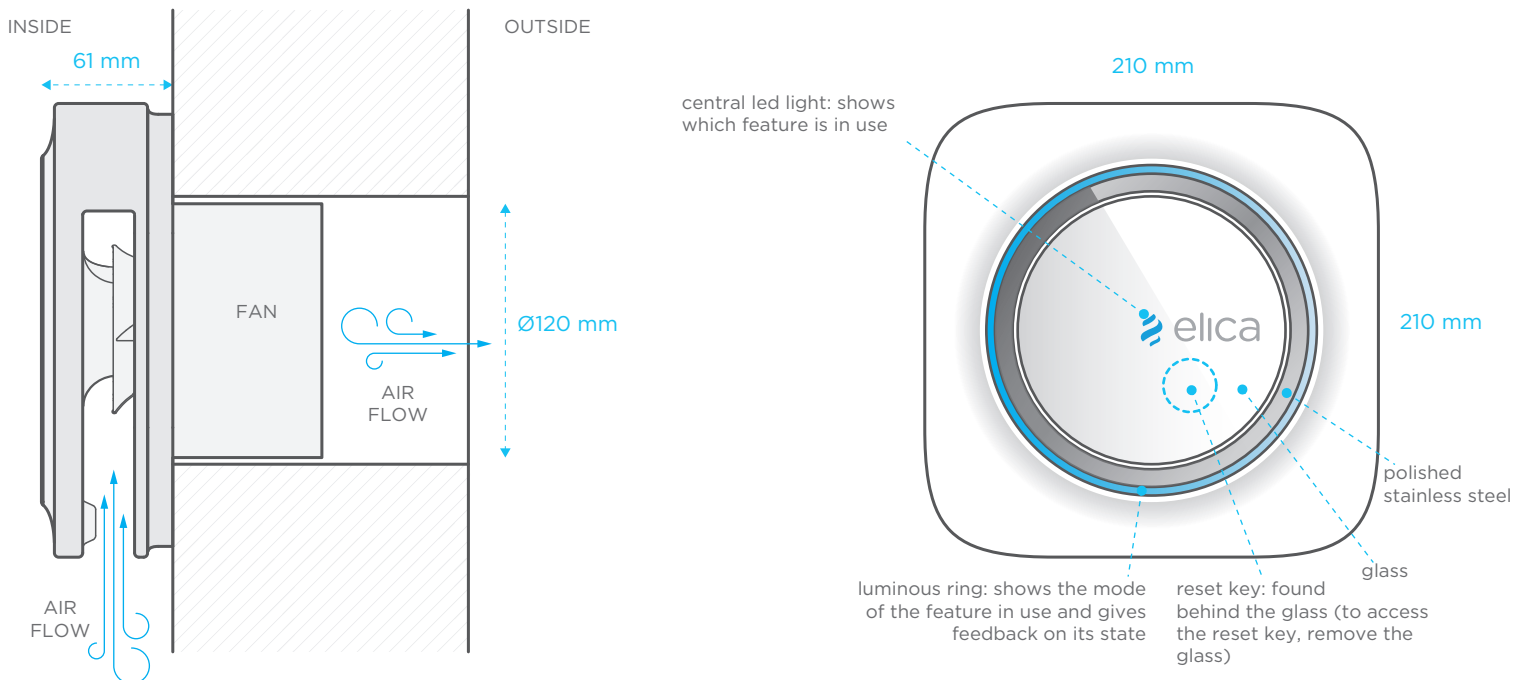 INSIDE
OUTSIDE
61 mm
FAN
Ø120 mm
AIR
FLOW
AIR
FLOW
210 mm
central led light: shows
which feature is in use
elica
210 mm
polished
stainless steel
glass
luminous ring: shows the mode
of the feature in use and gives
feedback on its state
reset key: found
behind the glass (to access
the reset key, remove the
glass)